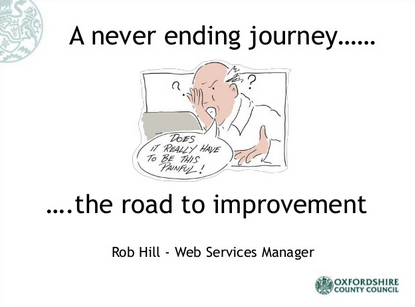 A never ending journey……
? ?
DOES
IT REALLY HAVE
TO BE THIS
PAINFUL!
….the road to improvement
Rob Hill - Web Services Manager
OXFORDSHIRE
COUNTY COUNCIL